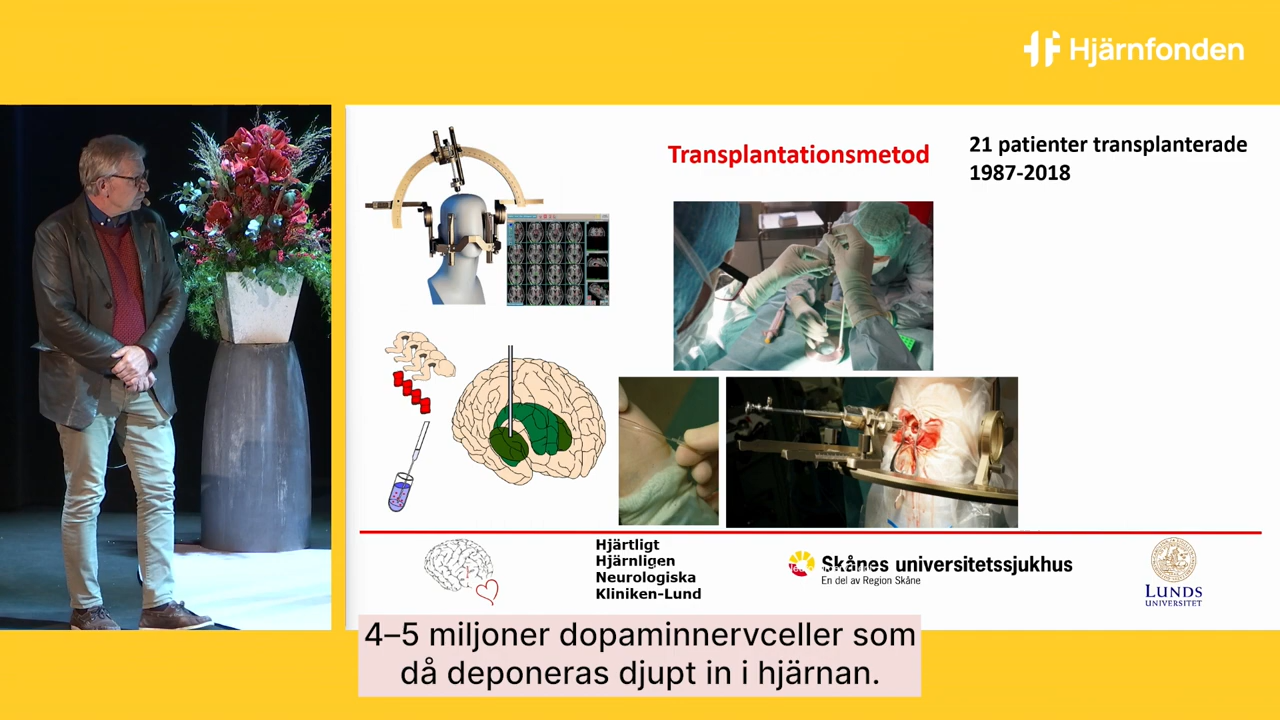 Hjärnfonden
Transplantationsmetod
21 patienter transplanterade
1987-2018
Hjärtligt
Hjärnligen
Neurologiska
Kliniken-Lund
Skånes universitetssjukhus
En del av Region Skåne
LUNDS
UNIVERSITET
4–5 miljoner dopaminnervceller som
då deponeras djupt in i hjärnan.